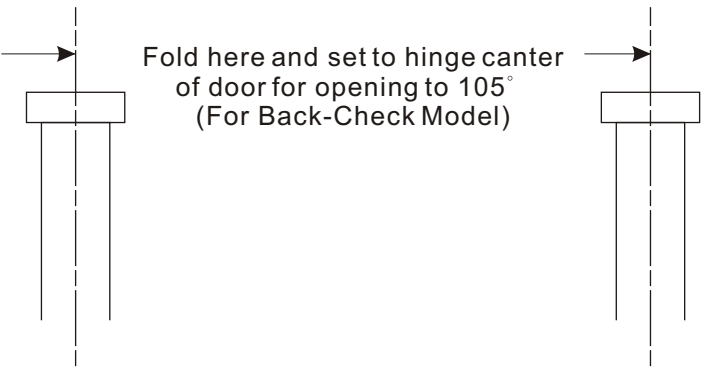 Fold here and set to hinge canter
of door for opening to 105°
(For Back-Check Model)